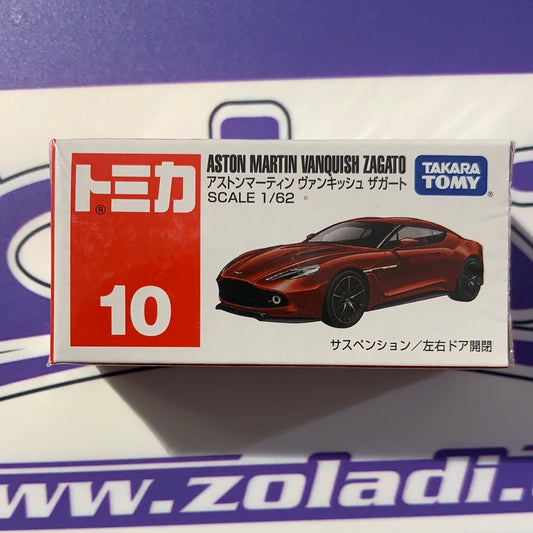 トミカ®
10
ASTON MARTIN VANQUISH ZAGATO
アストンマーティン ヴァンキッシュ ザガート
SCALE 1/62
TAKARA
TOMY®
サスペンション／左右ドア開閉
www.zoladi.